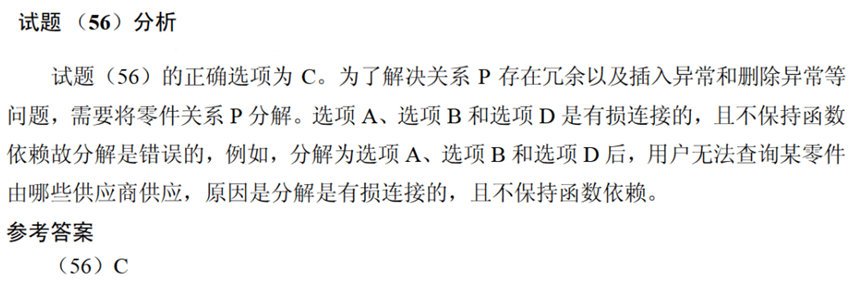 试题（56）分析
试题（56）的正确选项为 C。为了解决关系 P 存在冗余以及插入异常和删除异常等
问题，需要将零件关系 P 分解。选项 A、选项 B 和选项 D 是有损连接的，且不保持函数
依赖故分解是错误的，例如，分解为选项 A、选项 B 和选项 D 后，用户无法查询某零件
由哪些供应商供应，原因是分解是有损连接的，且不保持函数依赖。
参考答案
（56）C